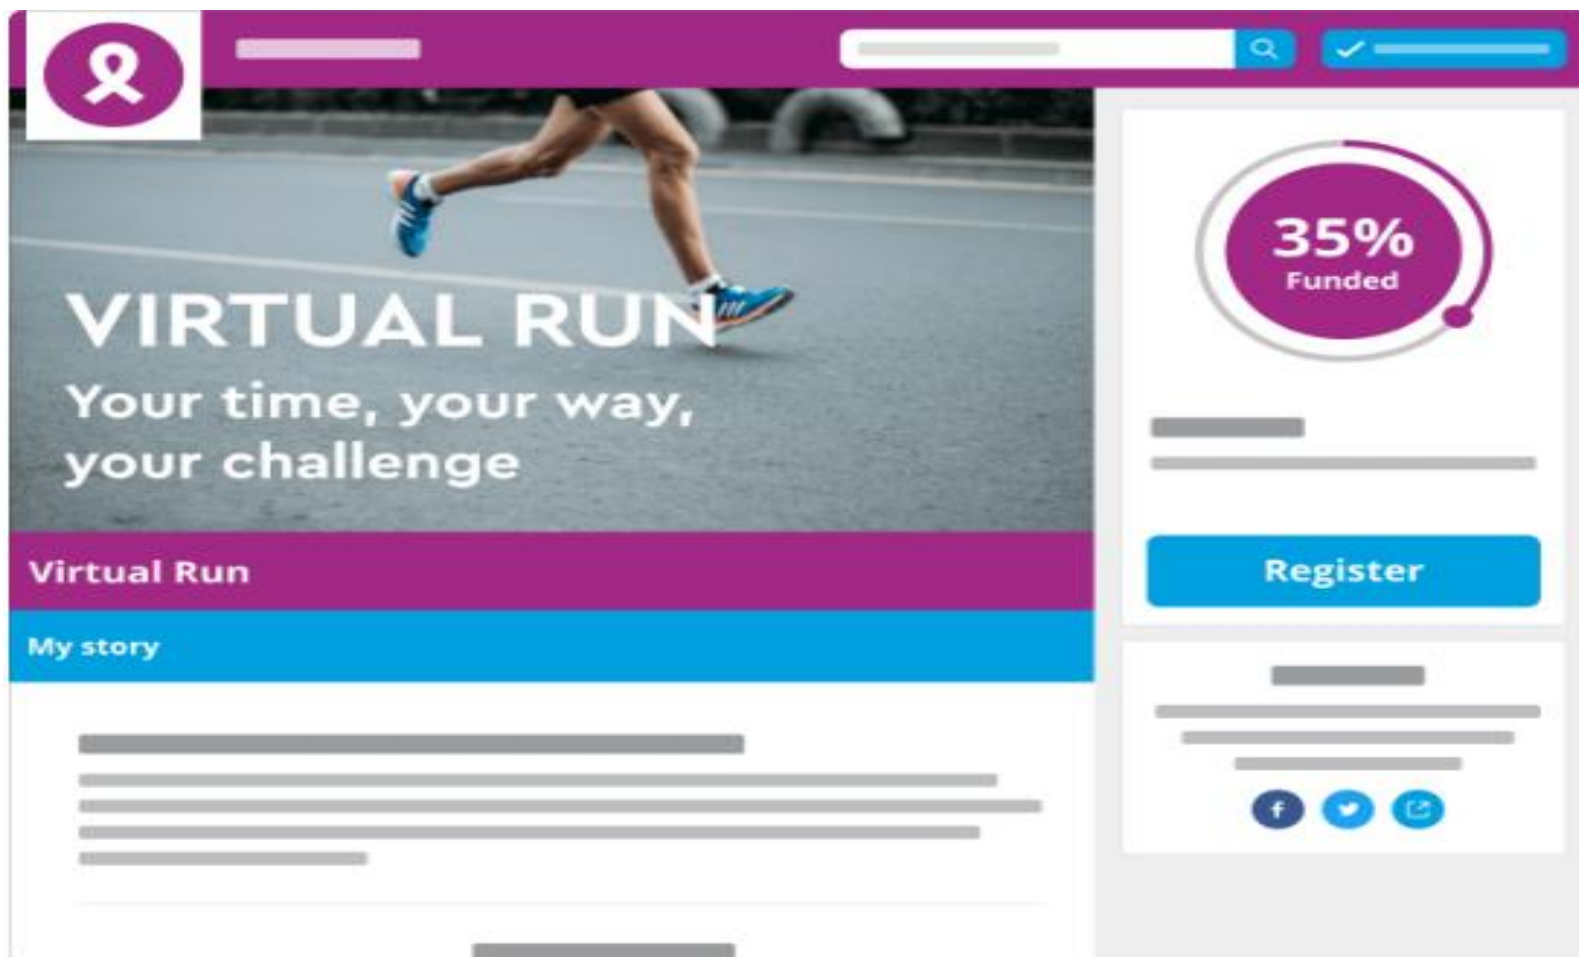 VIRTUAL RUN
Your time, your way,
your challenge
35%
Funded
Virtual Run
Register
My story